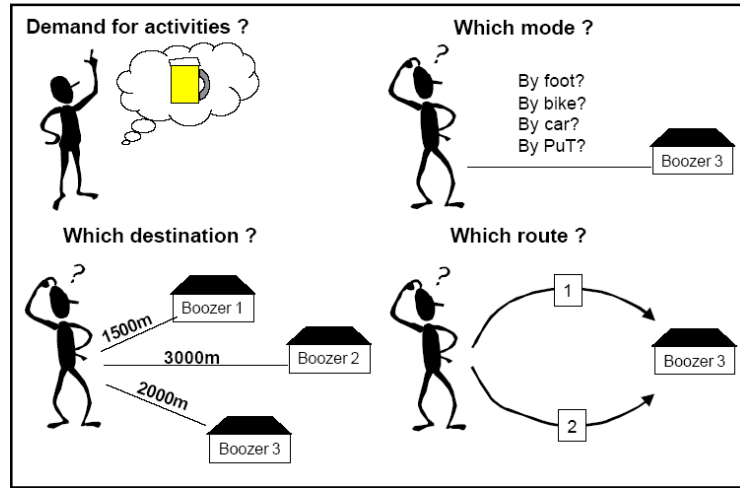 Demand for activities ?
Which mode ?
?
By foot?
By bike?
By car?
By PuT?
Boozer 3
Which destination ?
?
Boozer 1
1500m
3000m
Boozer 2
2000m
Boozer 3
Which route ?
?
1
Boozer 3
2